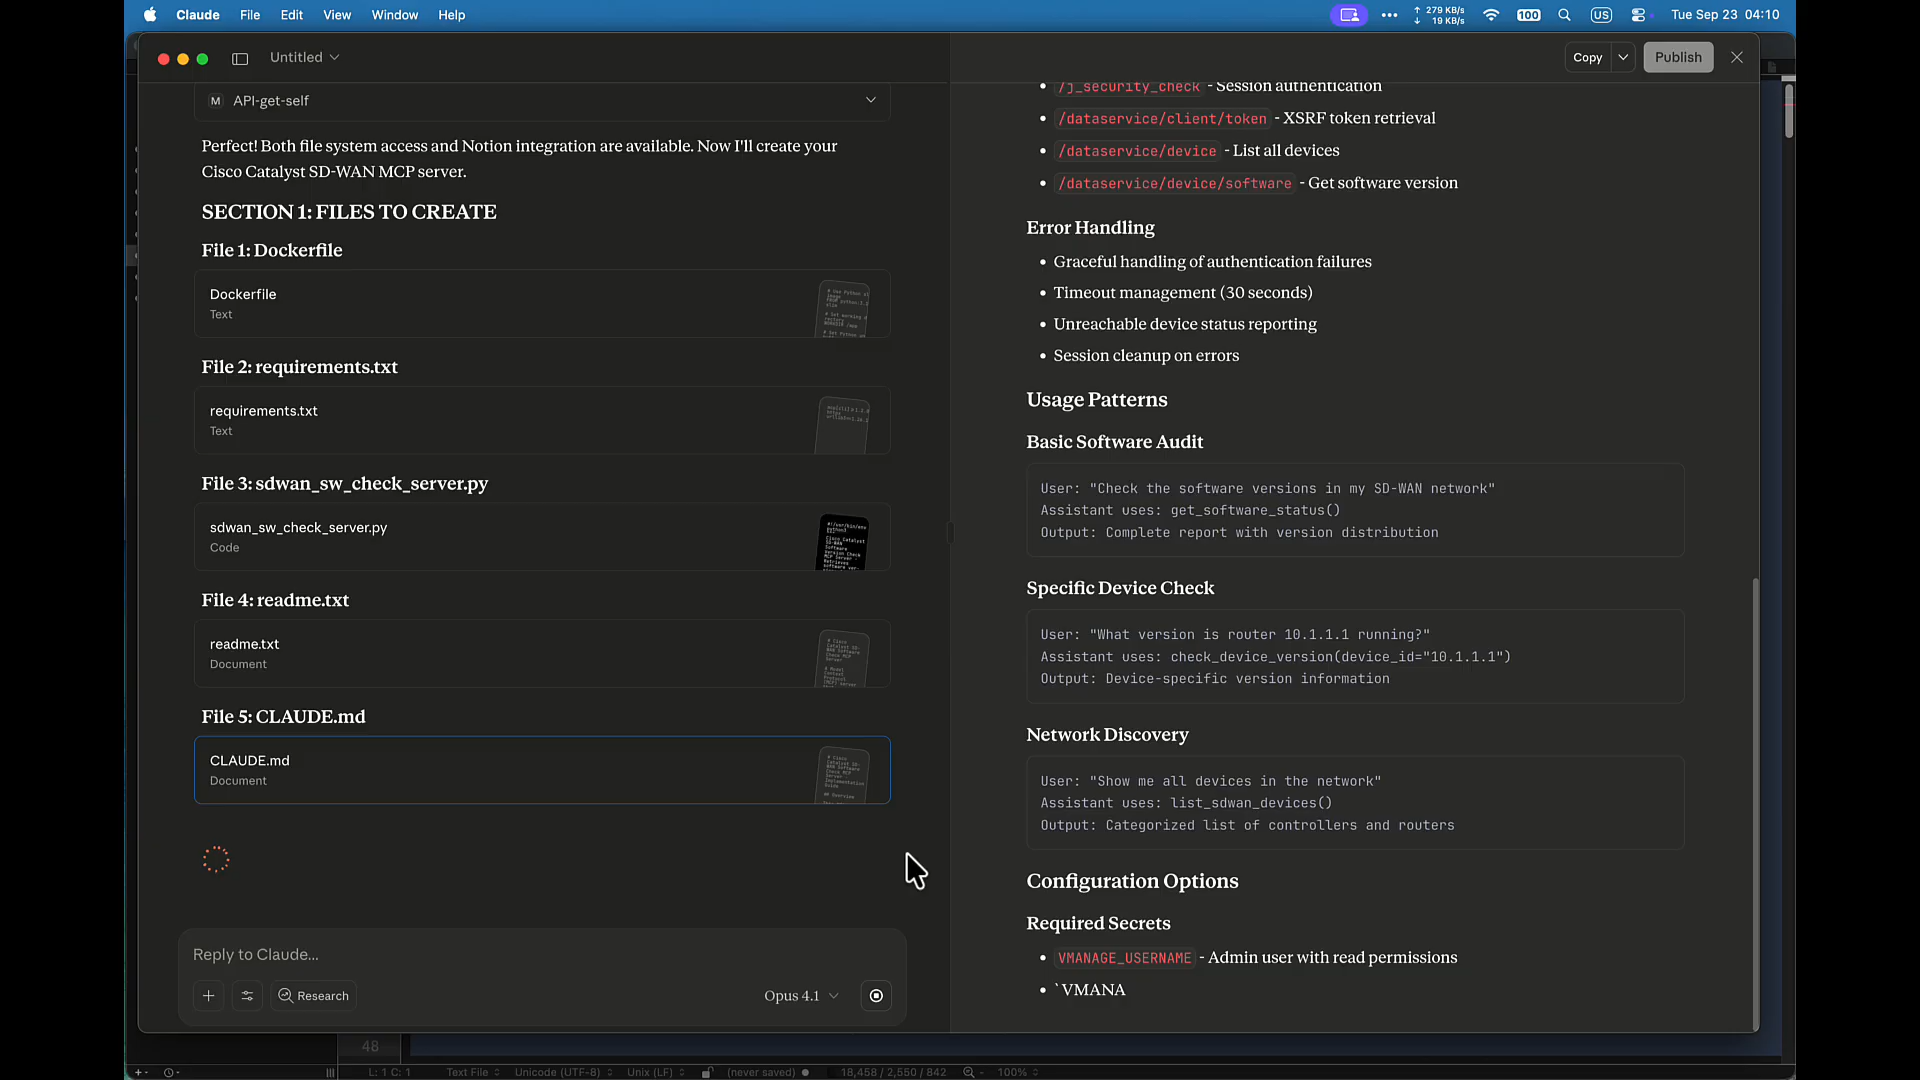 Claude File Edit View Window Help
279 KB/s
19 KB/s
100
US
Tue Sep 23 04:10
Untitled
M API-get-self
Perfect! Both file system access and Notion integration are available. Now I'll create your
Cisco Catalyst SD-WAN MCP server.
SECTION 1: FILES TO CREATE
File 1: Dockerfile
Dockerfile
Text
File 2: requirements.txt
requirements.txt
Text
File 3: sdwan_sw_check_server.py
sdwan_sw_check_server.py
Code
File 4: readme.txt
readme.txt
Document
File 5: CLAUDE.md
CLAUDE.md
Document
Reply to Claude...
Research
Opus 4.1
Copy
Publish
• /j_security_check - Session authentication
• /dataservice/client/token - XSRF token retrieval
• /dataservice/device - List all devices
• /dataservice/device/software - Get software version
Error Handling
• Graceful handling of authentication failures
• Timeout management (30 seconds)
• Unreachable device status reporting
• Session cleanup on errors
Usage Patterns
Basic Software Audit
User: "Check the software versions in my SD-WAN network"
Assistant uses: get_software_status()
Output: Complete report with version distribution
Specific Device Check
User: "What version is router 10.1.1.1 running?"
Assistant uses: check_device_version(device_id="10.1.1.1")
Output: Device-specific version information
Network Discovery
User: "Show me all devices in the network"
Assistant uses: list_sdwan_devices()
Output: Categorized list of controllers and routers
Configuration Options
Required Secrets
• VMANAGE_USERNAME - Admin user with read permissions
• `VMANA
48
L: 1 C: 1 Text File Unicode (UTF-8) Unix (LF) (never saved) 18,458 / 2,550 / 842 100%